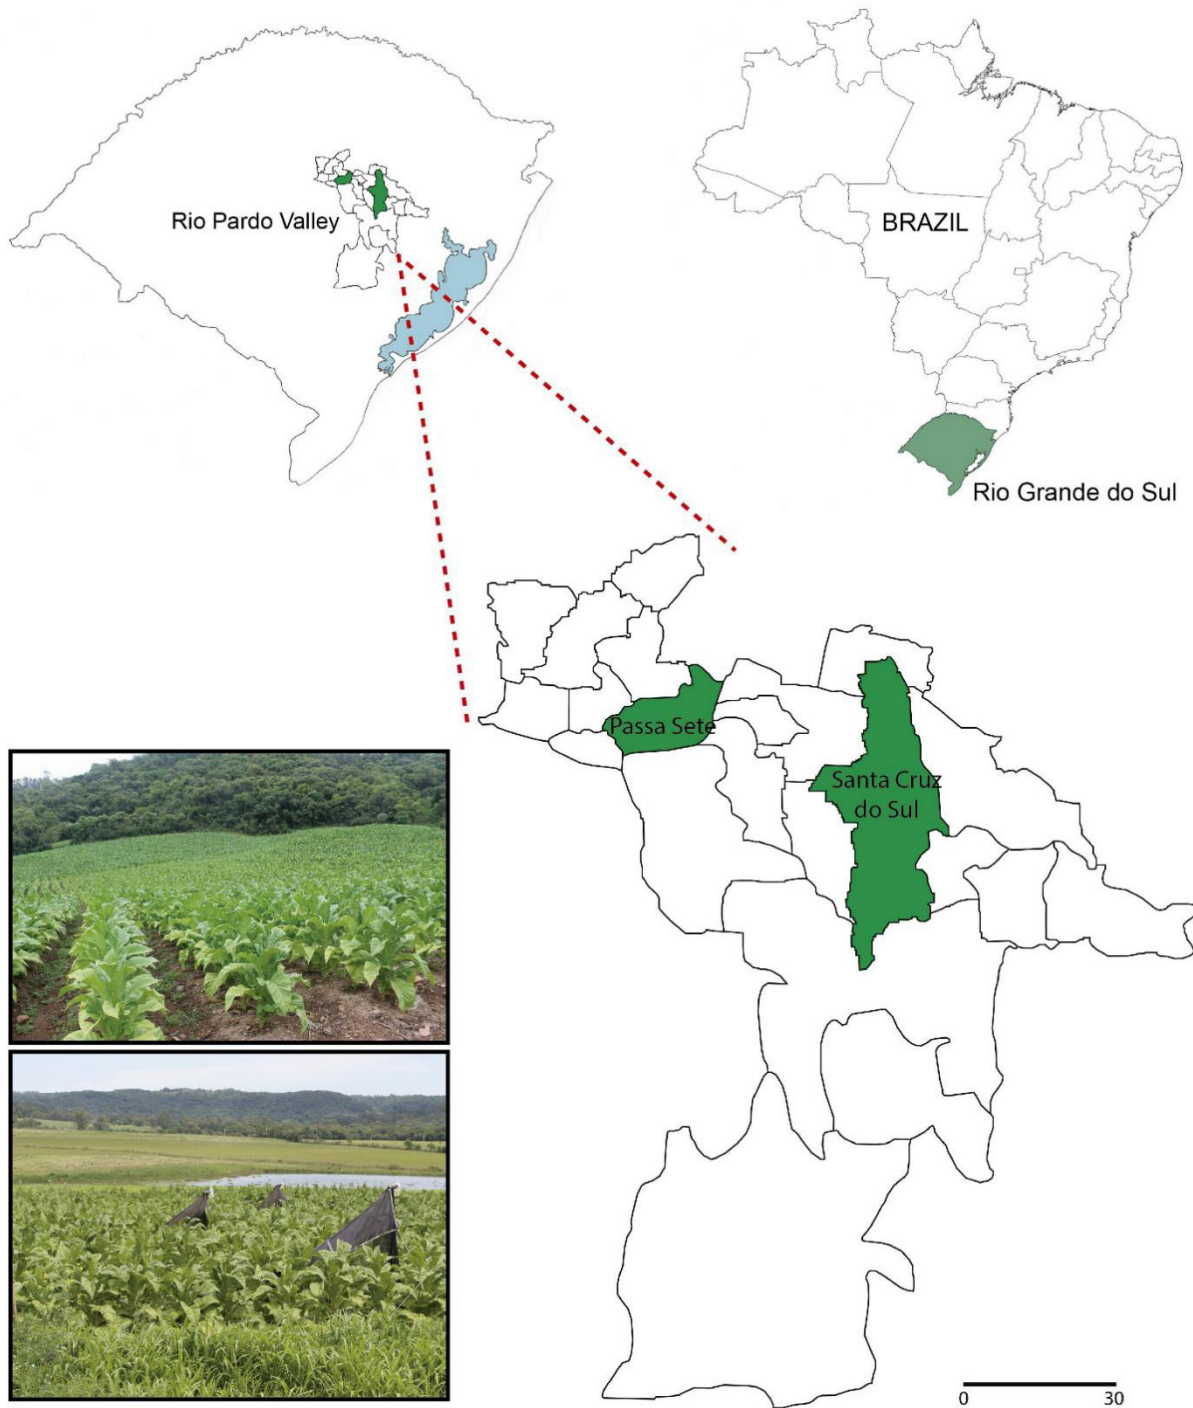 Rio Pardo Valley
BRAZIL
Rio Grande do Sul
Passa Sete
Santa Cruz
do Sul
0 30